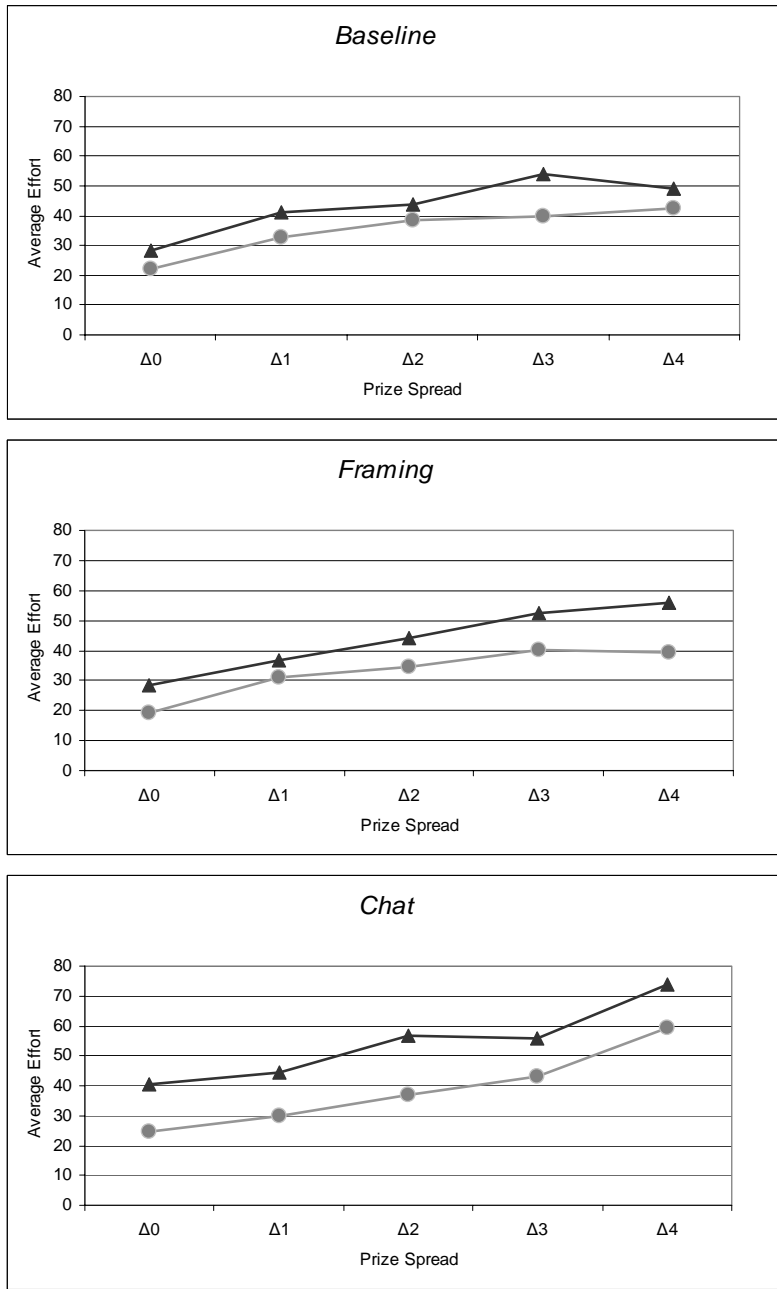 Baseline
80
70
60
50
40
30
20
10
0
Average Effort
Δ0 Δ1 Δ2 Δ3 Δ4
Prize Spread
Framing
80
70
60
50
40
30
20
10
0
Average Effort
Δ0 Δ1 Δ2 Δ3 Δ4
Prize Spread
Chat
80
70
60
50
40
30
20
10
0
Average Effort
Δ0 Δ1 Δ2 Δ3 Δ4
Prize Spread